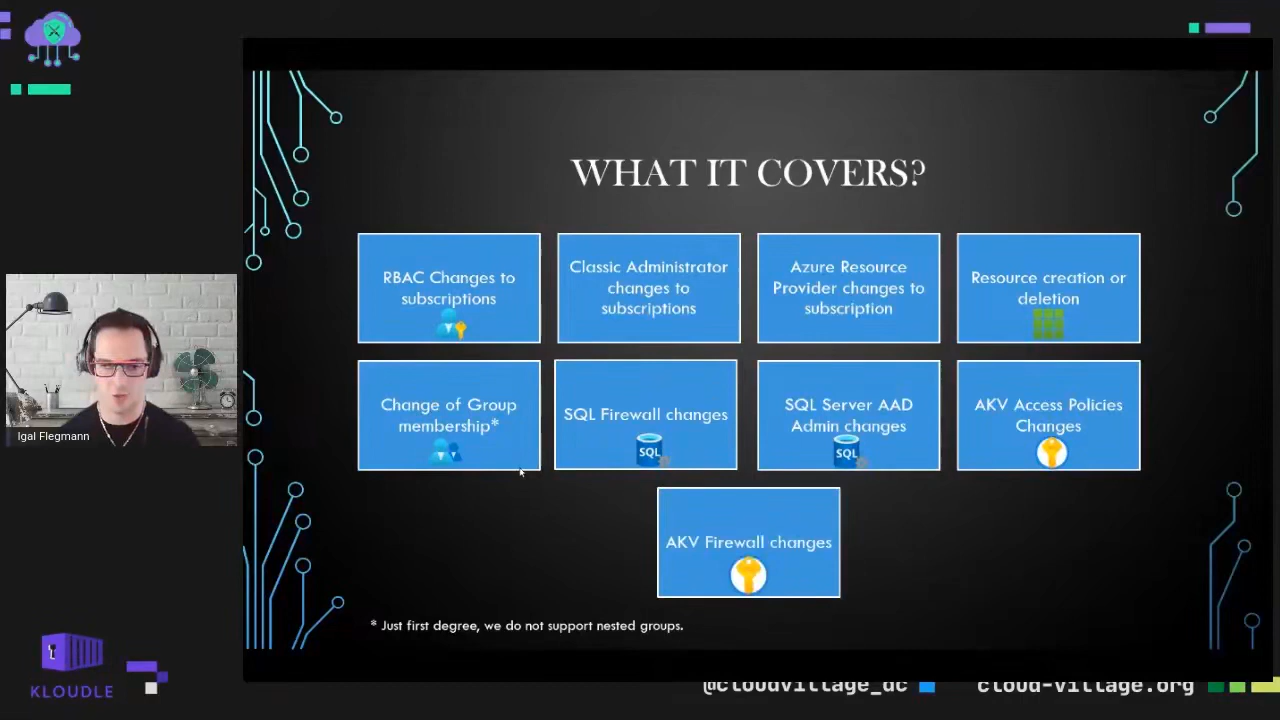 WHAT IT COVERS?
RBAC Changes to
subscriptions
Classic Administrator
changes to
subscriptions
Azure Resource
Provider changes to
subscription
Resource creation or
deletion
Change of Group
membership*
SQL Firewall changes
SQL
SQL Server AAD
Admin changes
SQL
AKV Access Policies
Changes
AKV Firewall changes
* Just first degree, we do not support nested groups.
Igal Flegmann
KLOUDLE
@cloudvillage_dc
cloud-village.org